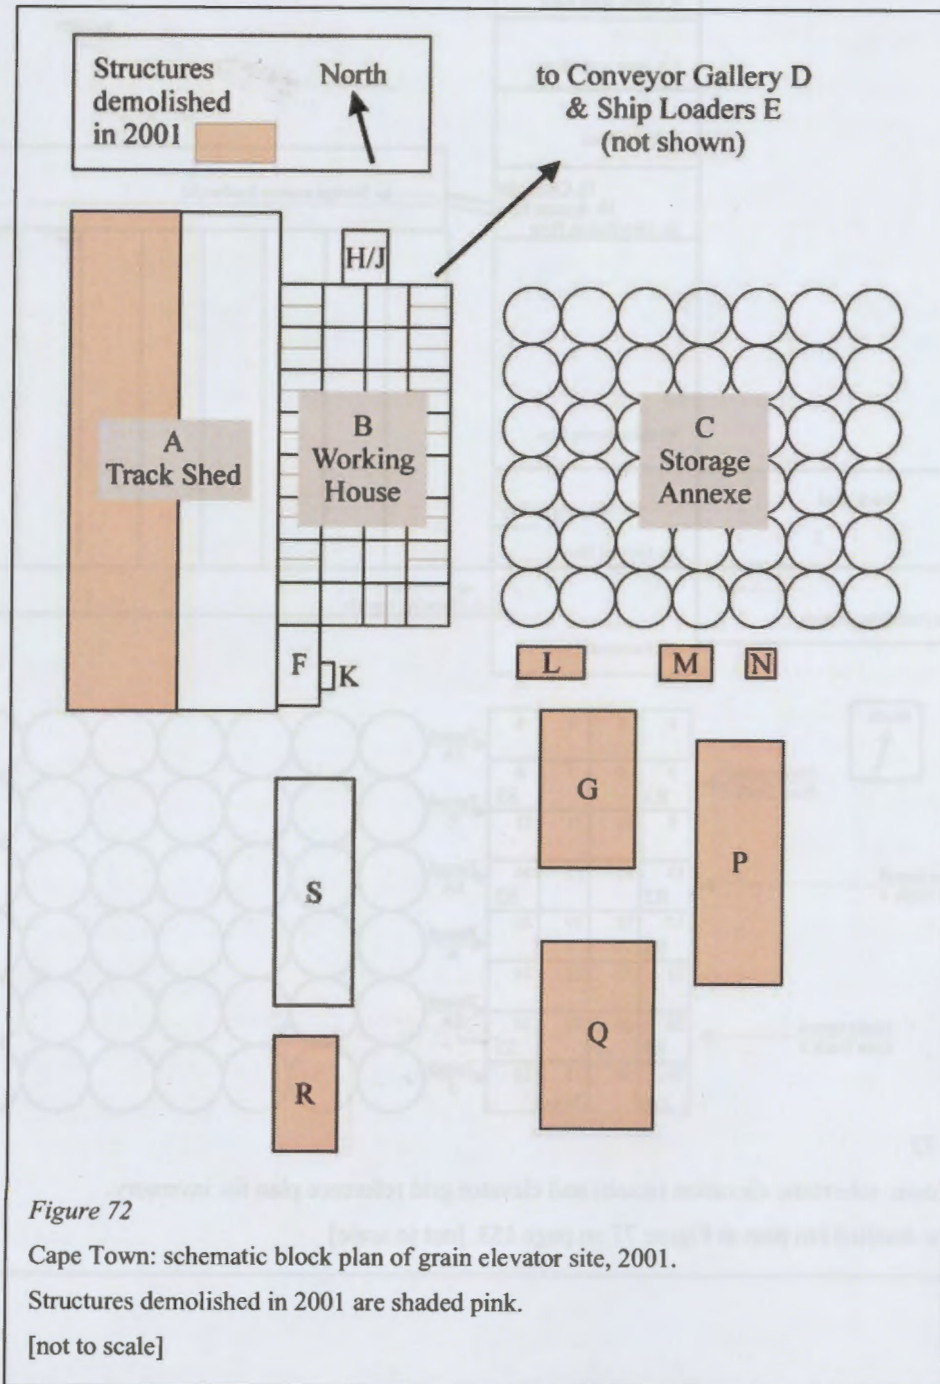 Structures
demolished
in 2001
North
to Conveyor Gallery D
& Ship Loaders E
(not shown)
H/J
A
Track Shed
B
Working
House
C
Storage
Annexe
F
K
L
M
N
G
P
S
Q
R
Figure 72
Cape Town: schematic block plan of grain elevator site, 2001.
Structures demolished in 2001 are shaded pink.
[not to scale]